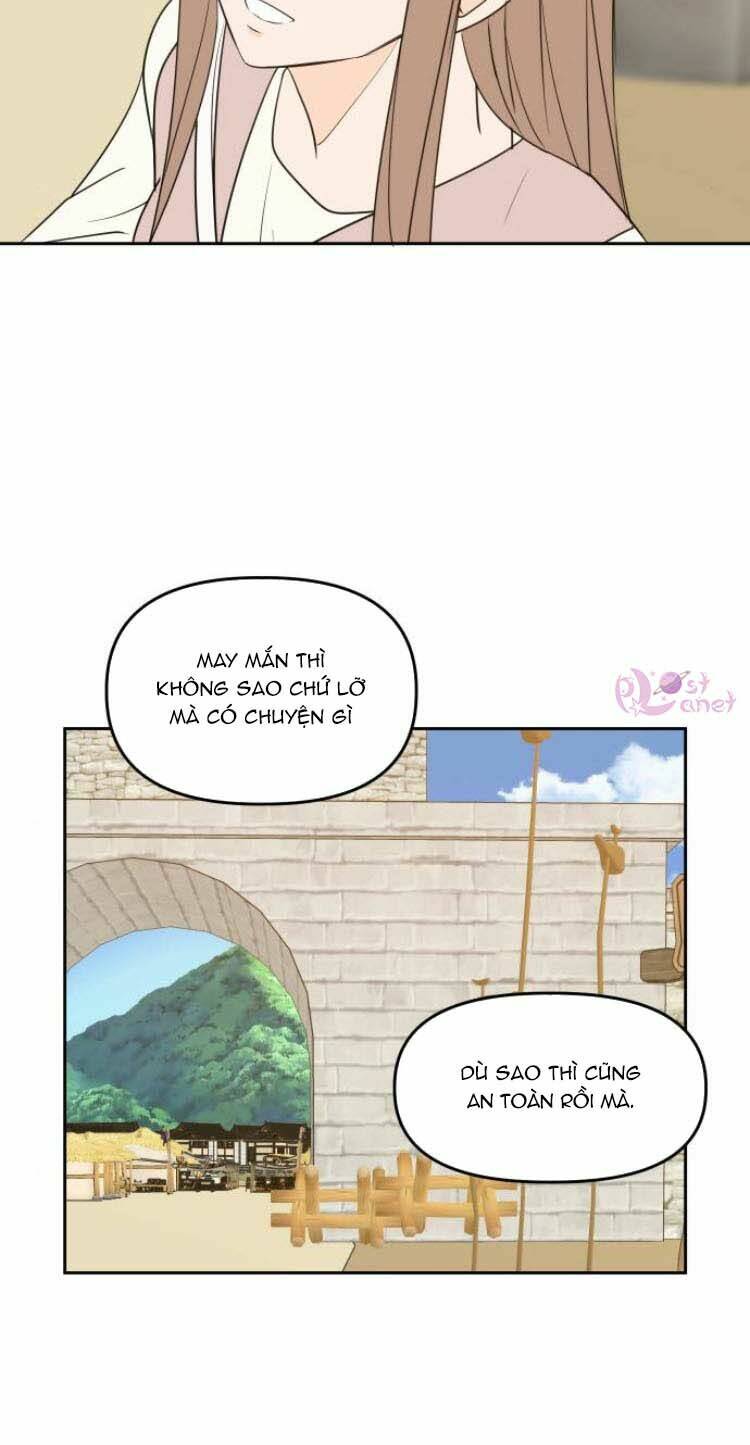 MAY MẮN THÌ
KHÔNG SAO CHỨ LỠ
MÀ CÓ CHUYỆN GÌ
Lost
Planet
DÙ SAO THÌ CŨNG
AN TOÀN RỒI MÀ.